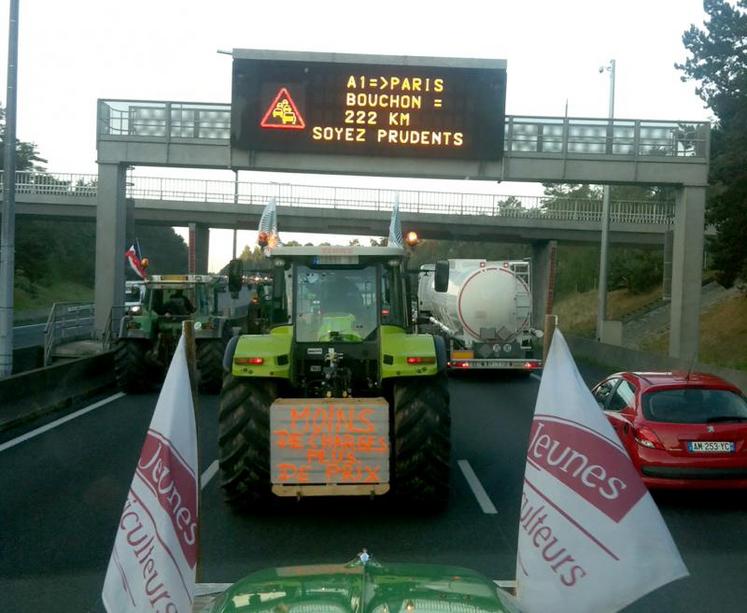 A1=>PARIS
BOUCHON =
222 KM
SOYEZ PRUDENTS
MOINS
DE CHARGES
PLUS
DE PRIX
Jeunes
culteurs
Jeunes
culteurs
AM-253-YC